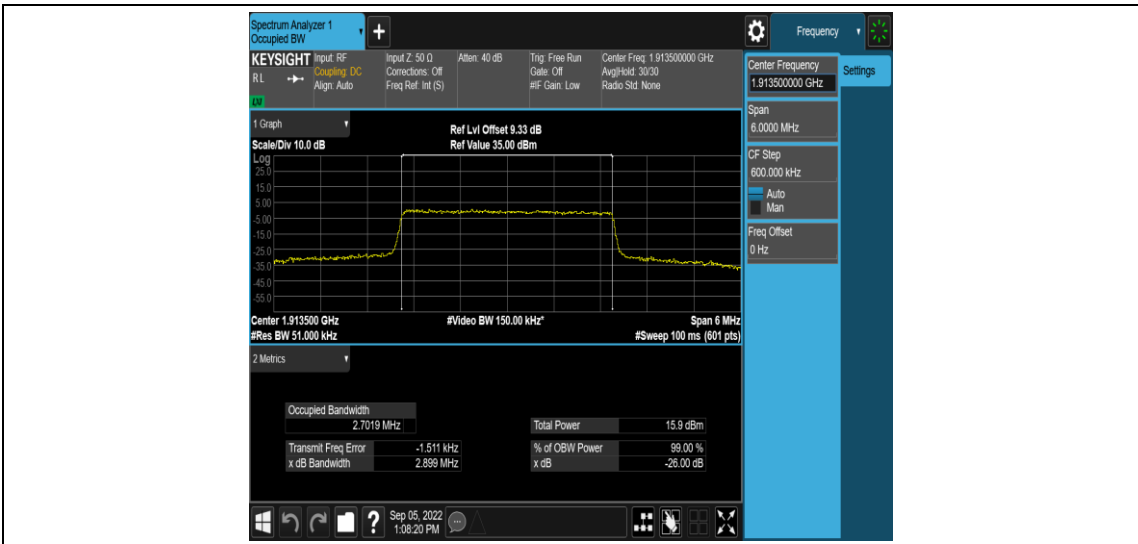 Spectrum Analyzer 1
Occupied BW
+
Frequency
KEYSIGHT
RL
LXI
Input: RF
Coupling: DC
Align: Auto
Input Z: 50 Ω
Corrections: Off
Freq Ref: Int (S)
Atten: 40 dB
Trig: Free Run
Gate: Off
#IF Gain: Low
Center Freq: 1.913500000 GHz
Avg|Hold: 30/30
Radio Std: None
Center Frequency
1.913500000 GHz
Settings
Span
6.0000 MHz
CF Step
600.000 kHz
Auto
Man
Freq Offset
0 Hz
1 Graph
Scale/Div 10.0 dB
Ref Lvl Offset 9.33 dB
Ref Value 35.00 dBm
Log
25.0
15.0
5.00
-5.00
-15.0
-25.0
-35.0
-45.0
-55.0
Center 1.913500 GHz
#Res BW 51.000 kHz
#Video BW 150.00 kHz*
Span 6 MHz
#Sweep 100 ms (601 pts)
2 Metrics
Occupied Bandwidth
2.7019 MHz
Total Power 15.9 dBm
Transmit Freq Error -1.511 kHz
% of OBW Power 99.00 %
x dB Bandwidth 2.899 MHz
x dB -26.00 dB
?
Sep 05, 2022
1:08:20 PM